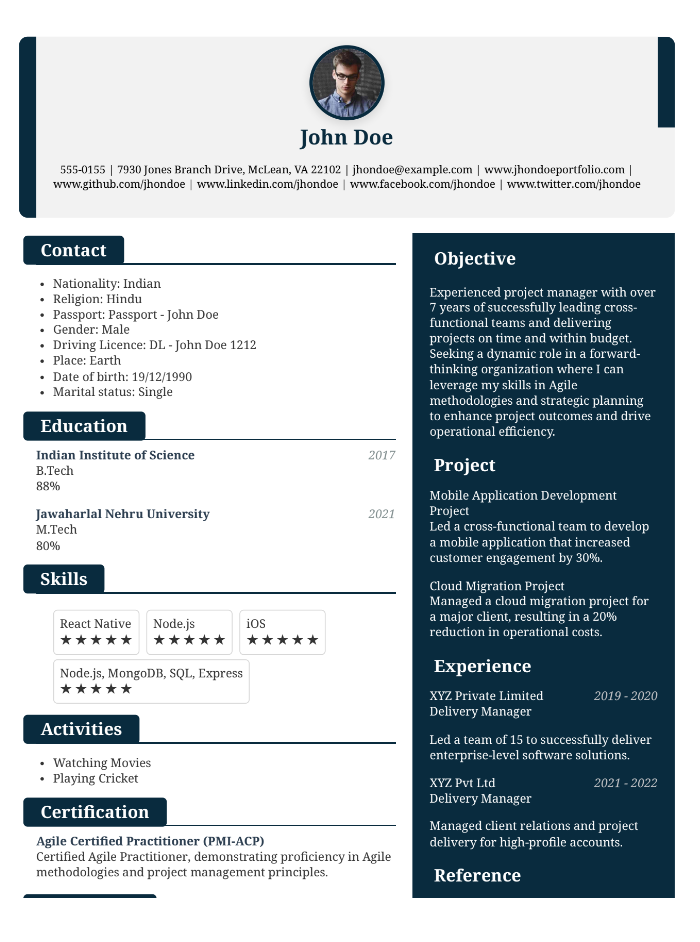 John Doe
555-0155 | 7930 Jones Branch Drive, McLean, VA 22102 | jhondoe@example.com | www.jhondoeportfolio.com |
www.github.com/jhondoe | www.linkedin.com/jhondoe | www.facebook.com/jhondoe | www.twitter.com/jhondoe
Contact
• Nationality: Indian
• Religion: Hindu
• Passport: Passport - John Doe
• Gender: Male
• Driving Licence: DL - John Doe 1212
• Place: Earth
• Date of birth: 19/12/1990
• Marital status: Single
Education
Indian Institute of Science 2017
B.Tech
88%
Jawaharlal Nehru University 2021
M.Tech
80%
Skills
React Native Node.js iOS
★★★★★ ★★★★★ ★★★★★
Node.js, MongoDB, SQL, Express
★★★★★
Activities
• Watching Movies
• Playing Cricket
Certification
Agile Certified Practitioner (PMI-ACP)
Certified Agile Practitioner, demonstrating proficiency in Agile
methodologies and project management principles.
Objective
Experienced project manager with over
7 years of successfully leading cross-
functional teams and delivering
projects on time and within budget.
Seeking a dynamic role in a forward-
thinking organization where I can
leverage my skills in Agile
methodologies and strategic planning
to enhance project outcomes and drive
operational efficiency.
Project
Mobile Application Development
Project
Led a cross-functional team to develop
a mobile application that increased
customer engagement by 30%.
Cloud Migration Project
Managed a cloud migration project for
a major client, resulting in a 20%
reduction in operational costs.
Experience
XYZ Private Limited 2019 - 2020
Delivery Manager
Led a team of 15 to successfully deliver
enterprise-level software solutions.
XYZ Pvt Ltd 2021 - 2022
Delivery Manager
Managed client relations and project
delivery for high-profile accounts.
Reference